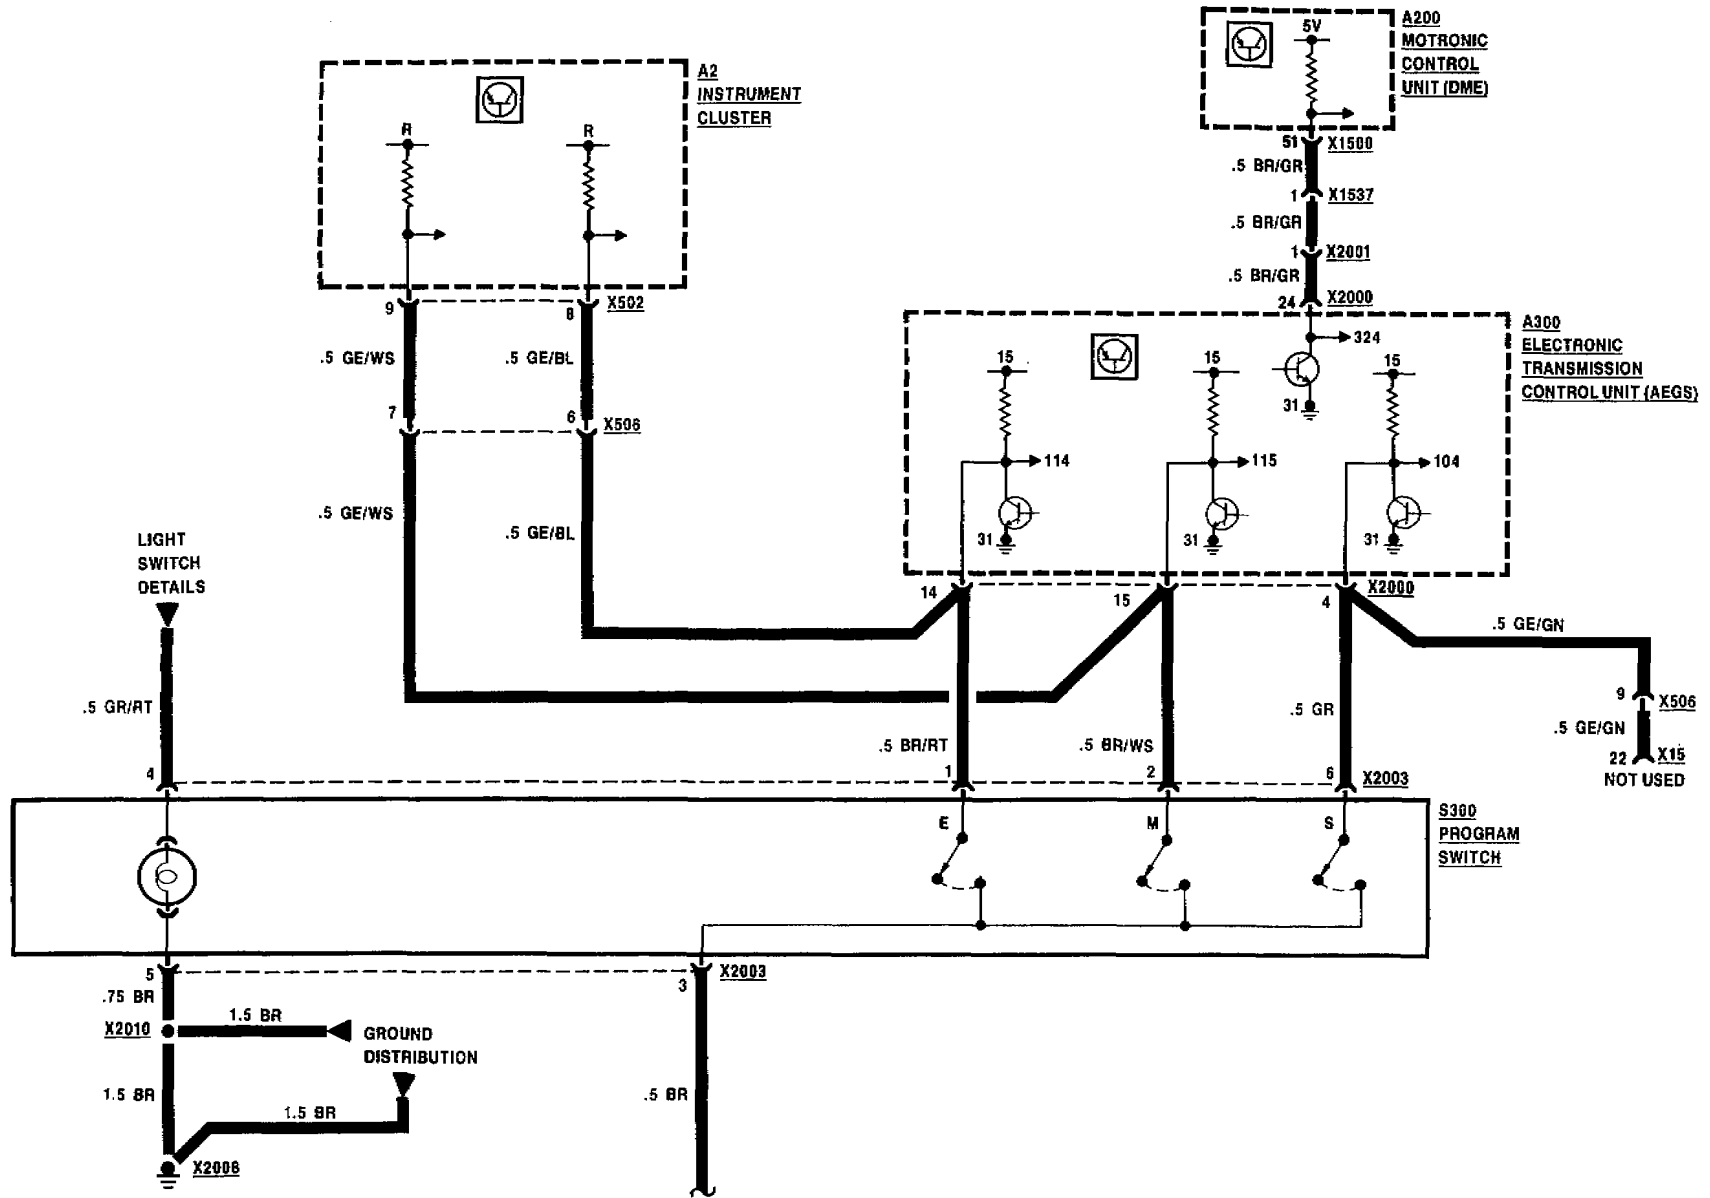 A200
MOTRONIC
CONTROL
UNIT (DME)
5V
51 X1500
.5 BR/GR
1 X1537
.5 BR/GR
1 X2001
.5 BR/GR
24 X2000
A2
INSTRUMENT
CLUSTER
R R
9 8 X502
.5 GE/WS .5 GE/BL
7 6 X506
.5 GE/WS .5 GE/BL
A300
ELECTRONIC
TRANSMISSION
CONTROL UNIT (AEGS)
324
15 15 15
31
114 115 104
31 31 31
14 15 4 X2000
.5 GE/GN
9 X506
.5 GE/GN
22 X15
NOT USED
LIGHT
SWITCH
DETAILS
.5 GR/RT
.5 BR/RT .5 BR/WS .5 GR
4 1 2 6 X2003
S300
PROGRAM
SWITCH
E M S
5 3 X2003
.75 BR
X2010 1.5 BR
GROUND
DISTRIBUTION
1.5 BR 1.5 BR .5 BR
X2008